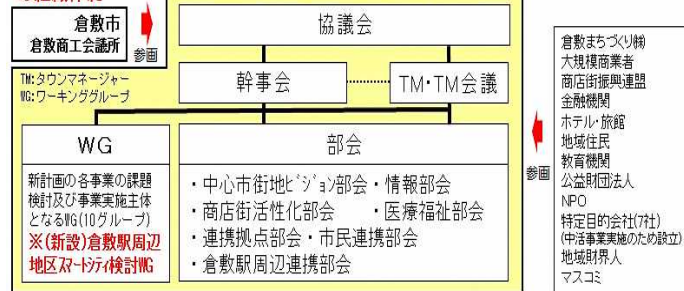 倉敷市
倉敷商工会議所
参画
TM:タウンマネージャー
WG:ワーキンググループ
協議会
幹事会
TM・TM会議
WG
新計画の各事業の課題
検討及び事業実施主体
となるWG(10グループ)
※(新設)倉敷駅周辺
地区スマートシティ検討WG
部会
・中心市街地ビジョン部会・情報部会
・商店街活性化部会　・医療福祉部会
・連携拠点部会・市民連携部会
・倉敷駅周辺連携部会
参画
倉敷まちづくり㈱
大規模商業者
商店街振興連盟
金融機関
ホテル・旅館
地域住民
教育機関
公益財団法人
NPO
特定目的会社(7社)
(中活事業実施のため設立)
地域財界人
マスコミ